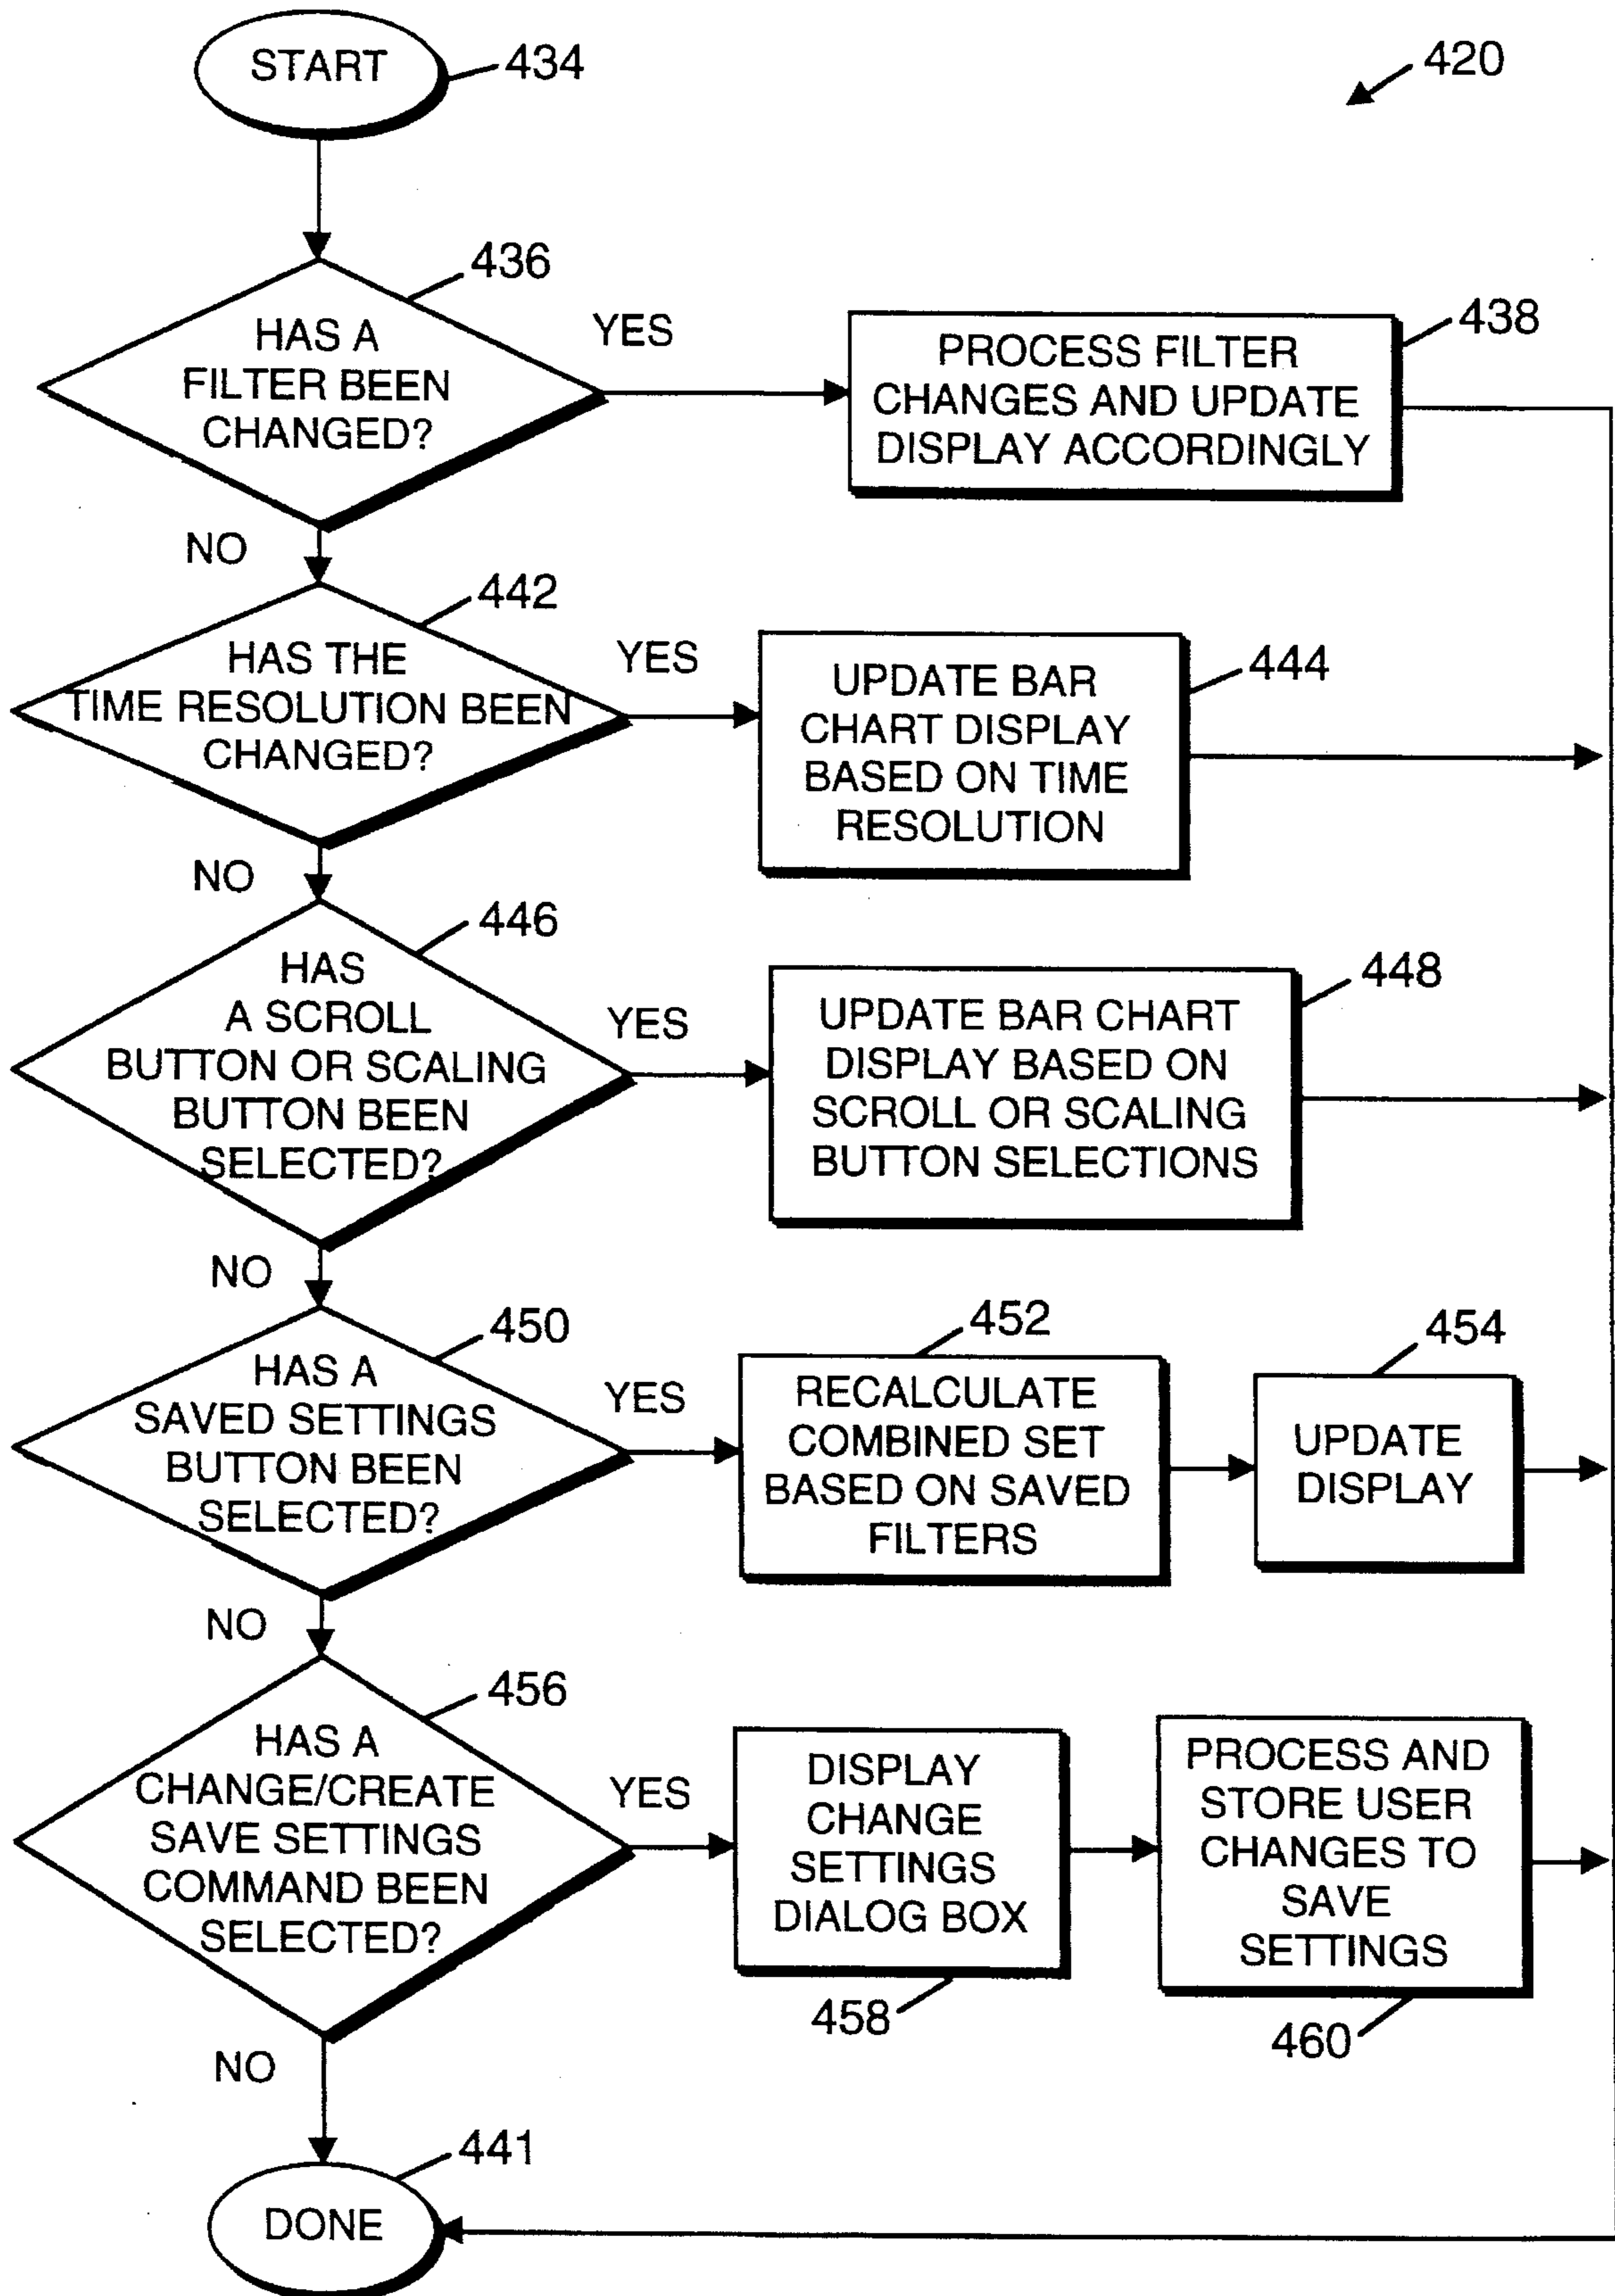 START
434
420
436
HAS A
FILTER BEEN
CHANGED?
YES
438
PROCESS FILTER
CHANGES AND UPDATE
DISPLAY ACCORDINGLY
NO
442
HAS THE
TIME RESOLUTION BEEN
CHANGED?
YES
444
UPDATE BAR
CHART DISPLAY
BASED ON TIME
RESOLUTION
NO
446
HAS
A SCROLL
BUTTON OR SCALING
BUTTON BEEN
SELECTED?
YES
448
UPDATE BAR CHART
DISPLAY BASED ON
SCROLL OR SCALING
BUTTON SELECTIONS
NO
450
HAS A
SAVED SETTINGS
BUTTON BEEN
SELECTED?
YES
452
RECALCULATE
COMBINED SET
BASED ON SAVED
FILTERS
454
UPDATE
DISPLAY
NO
456
HAS A
CHANGE/CREATE
SAVE SETTINGS
COMMAND BEEN
SELECTED?
YES
DISPLAY
CHANGE
SETTINGS
DIALOG BOX
458
PROCESS AND
STORE USER
CHANGES TO
SAVE
SETTINGS
460
NO
441
DONE